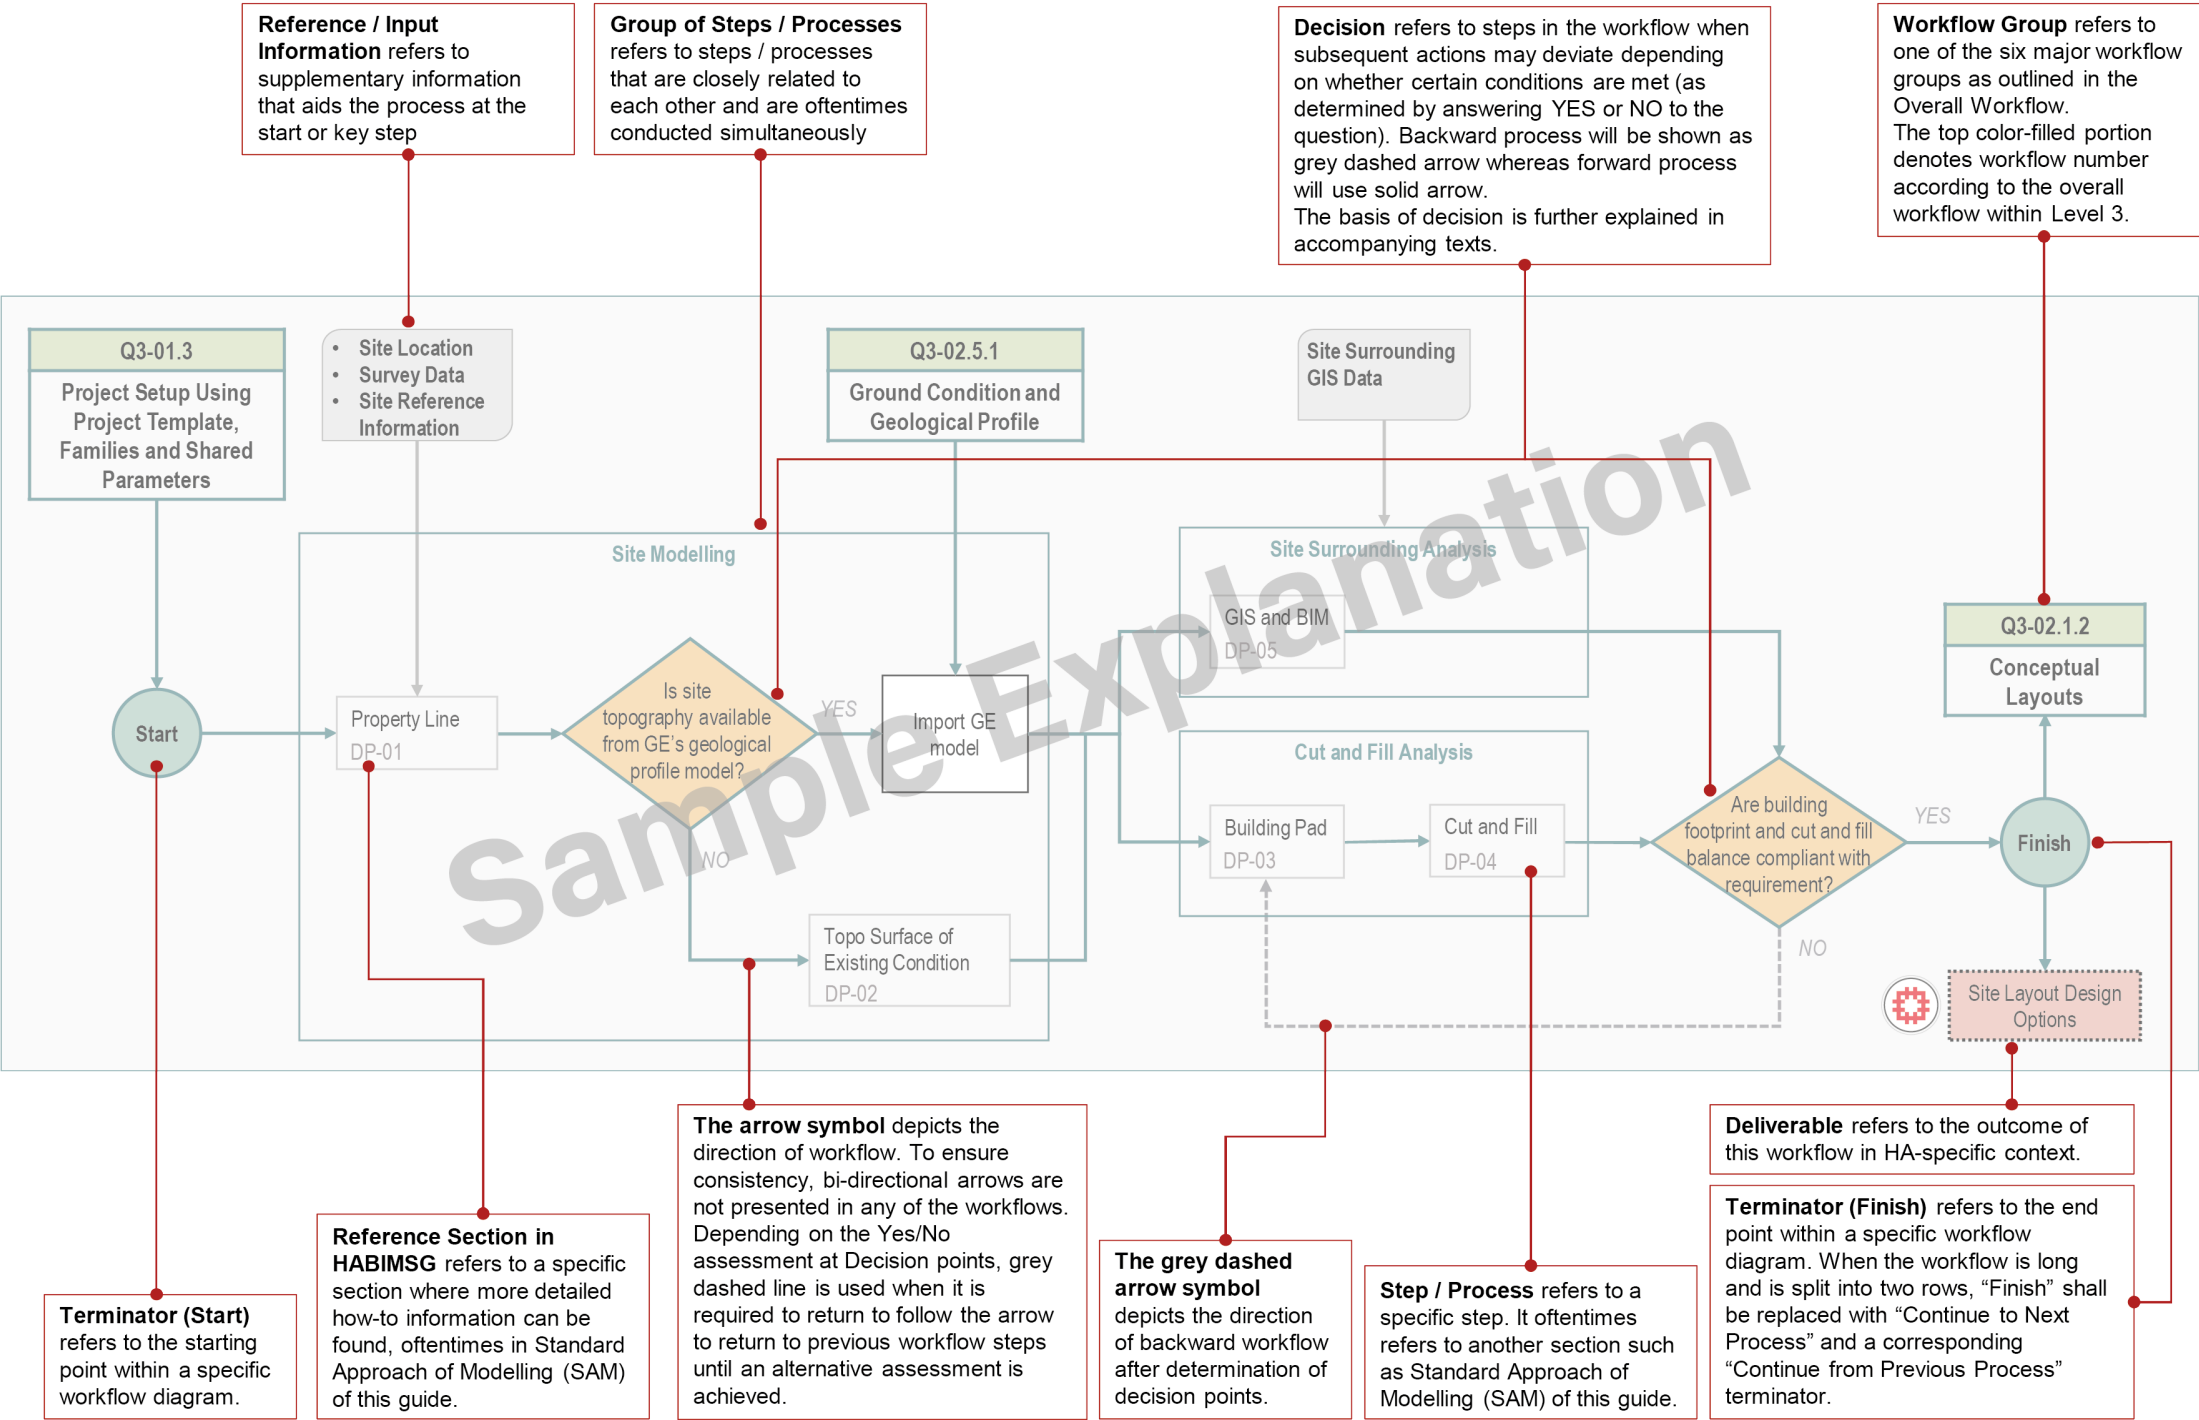 Reference / Input
Information refers to
supplementary information
that aids the process at the
start or key step
Group of Steps / Processes
refers to steps / processes
that are closely related to
each other and are oftentimes
conducted simultaneously
Decision refers to steps in the workflow when
subsequent actions may deviate depending
on whether certain conditions are met (as
determined by answering YES or NO to the
question). Backward process will be shown as
grey dashed arrow whereas forward process
will use solid arrow.
The basis of decision is further explained in
accompanying texts.
Workflow Group refers to
one of the six major workflow
groups as outlined in the
Overall Workflow.
The top color-filled portion
denotes workflow number
according to the overall
workflow within Level 3.
Q3-01.3
Project Setup Using
Project Template,
Families and Shared
Parameters
• Site Location
• Survey Data
• Site Reference
Information
Q3-02.5.1
Ground Condition and
Geological Profile
Site Surrounding
GIS Data
Sample Explanation
Site Modelling
Site Surrounding Analysis
GIS and BIM
DP-05
Q3-02.1.2
Conceptual
Layouts
Start
Property Line
DP-01
Is site
topography available
from GE's geological
profile model?
YES
NO
Import GE
model
Topo Surface of
Existing Condition
DP-02
Cut and Fill Analysis
Building Pad
DP-03
Cut and Fill
DP-04
Are building
footprint and cut and fill
balance compliant with
requirement?
YES
NO
Finish
Site Layout Design
Options
Terminator (Start)
refers to the starting
point within a specific
workflow diagram.
Reference Section in
HABIMSG refers to a specific
section where more detailed
how-to information can be
found, oftentimes in Standard
Approach of Modelling (SAM)
of this guide.
The arrow symbol depicts the
direction of workflow. To ensure
consistency, bi-directional arrows are
not presented in any of the workflows.
Depending on the Yes/No
assessment at Decision points, grey
dashed line is used when it is
required to return to follow the arrow
to return to previous workflow steps
until an alternative assessment is
achieved.
The grey dashed
arrow symbol
depicts the direction
of backward workflow
after determination of
decision points.
Step / Process refers to a
specific step. It oftentimes
refers to another section such
as Standard Approach of
Modelling (SAM) of this guide.
Deliverable refers to the outcome of
this workflow in HA-specific context.
Terminator (Finish) refers to the end
point within a specific workflow
diagram. When the workflow is long
and is split into two rows, “Finish” shall
be replaced with “Continue to Next
Process” and a corresponding
“Continue from Previous Process”
terminator.